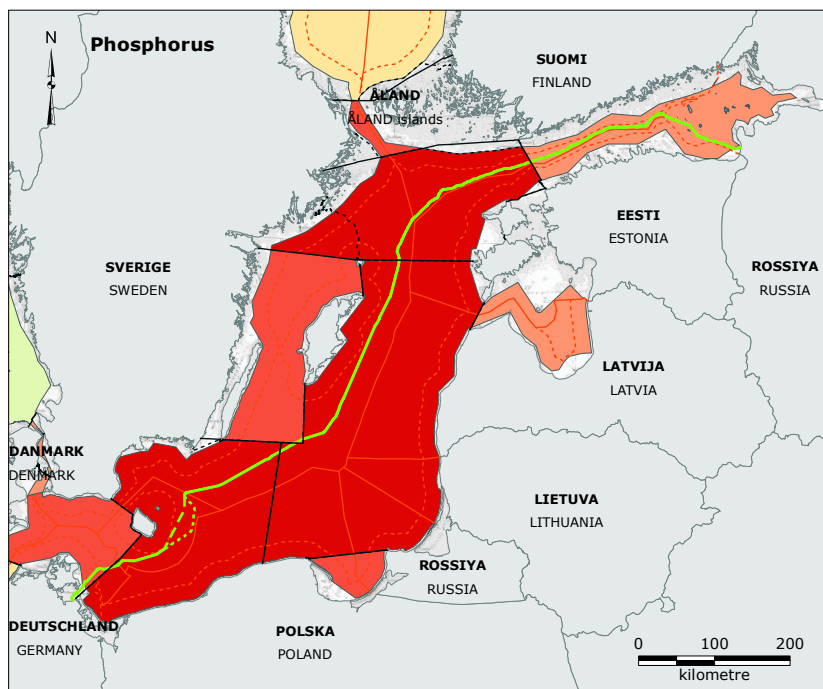 Phosphorus
N
SUOMI
FINLAND
ÅLAND
ÅLAND islands
EESTI
ESTONIA
SVERIGE
SWEDEN
ROSSIYA
RUSSIA
LATVIJA
LATVIA
DANMARK
DENMARK
LIETUVA
LITHUANIA
ROSSIYA
RUSSIA
DEUTSCHLAND
GERMANY
POLSKA
POLAND
0 100 200
kilometre